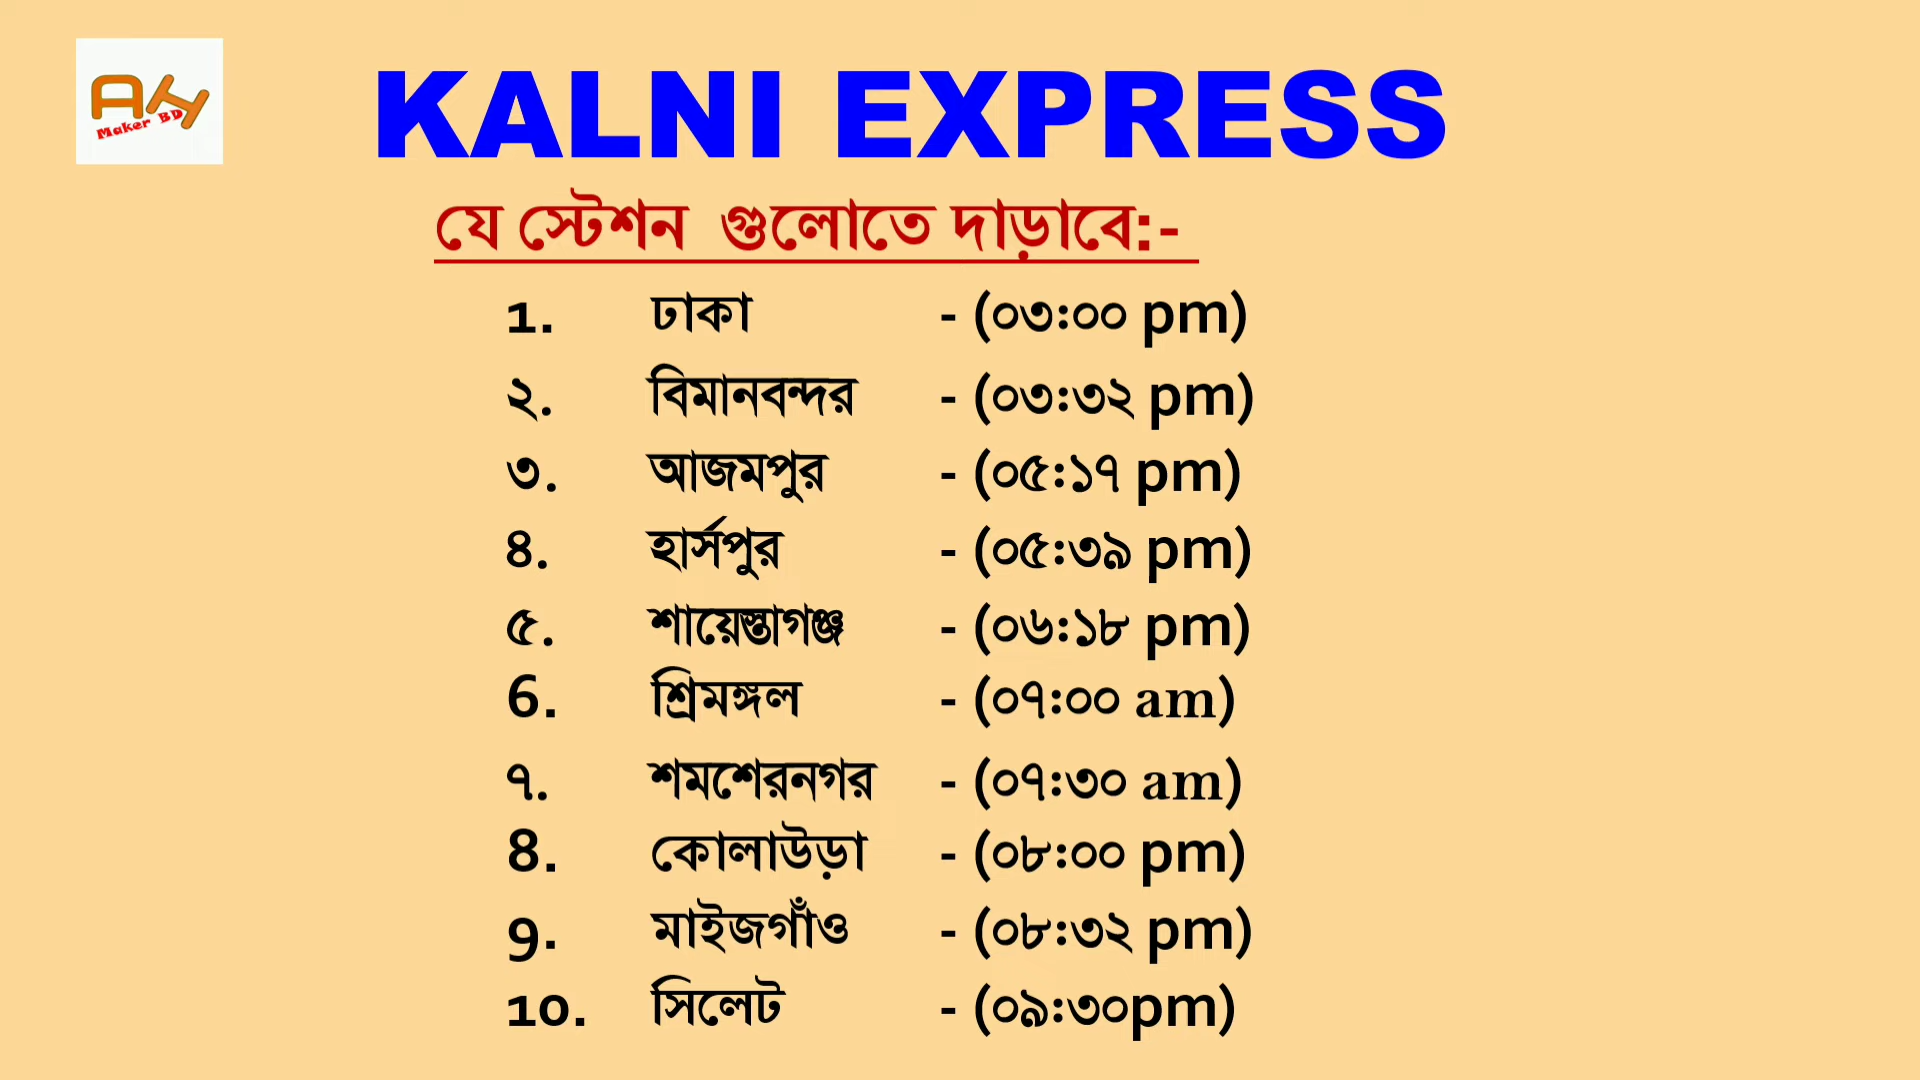 AH
Maker BD
KALNI EXPRESS
যে স্টেশন গুলোতে দাড়াবে:-
1. ঢাকা - (০৩:০০ pm)
২. বিমানবন্দর - (০৩:৩২ pm)
৩. আজমপুর - (০৫:১৭ pm)
৪. হার্সপুর - (০৫:৩৯ pm)
৫. শায়েস্তাগঞ্জ - (০৬:১৮ pm)
6. শ্রিমঙ্গল - (০৭:০০ am)
৭. শমশেরনগর - (০৭:৩০ am)
8. কোলাউড়া - (০৮:০০ pm)
9. মাইজগাঁও - (০৮:৩২ pm)
10. সিলেট - (০৯:৩০pm)